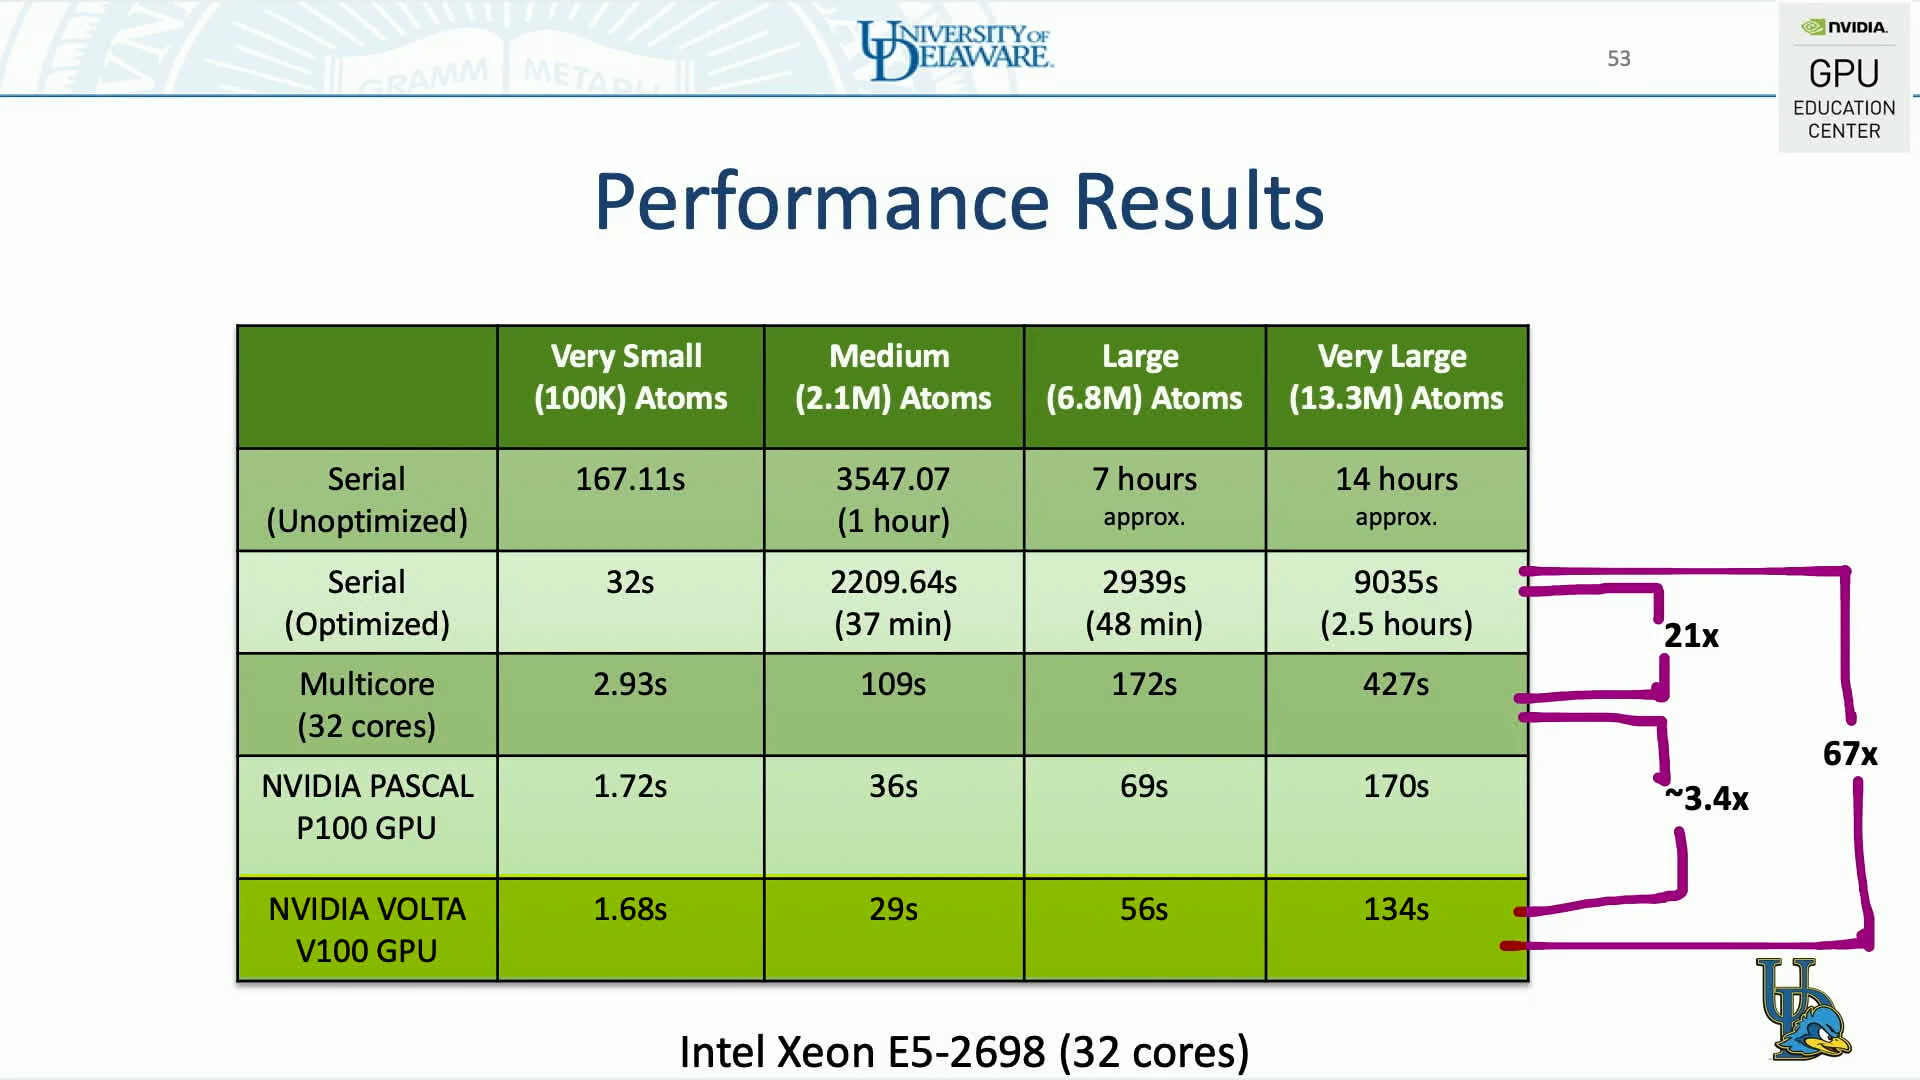 GRAMM METAPH
UNIVERSITY OF
DELAWARE.
53
NVIDIA.
GPU
EDUCATION
CENTER
Performance Results
Very Small
(100K) Atoms
Medium
(2.1M) Atoms
Large
(6.8M) Atoms
Very Large
(13.3M) Atoms
Serial
(Unoptimized)
167.11s
3547.07
(1 hour)
7 hours
approx.
14 hours
approx.
Serial
(Optimized)
32s
2209.64s
(37 min)
2939s
(48 min)
9035s
(2.5 hours)
Multicore
(32 cores)
2.93s
109s
172s
427s
NVIDIA PASCAL
P100 GPU
1.72s
36s
69s
170s
NVIDIA VOLTA
V100 GPU
1.68s
29s
56s
134s
21x
67x
~3.4x
UD
Intel Xeon E5-2698 (32 cores)